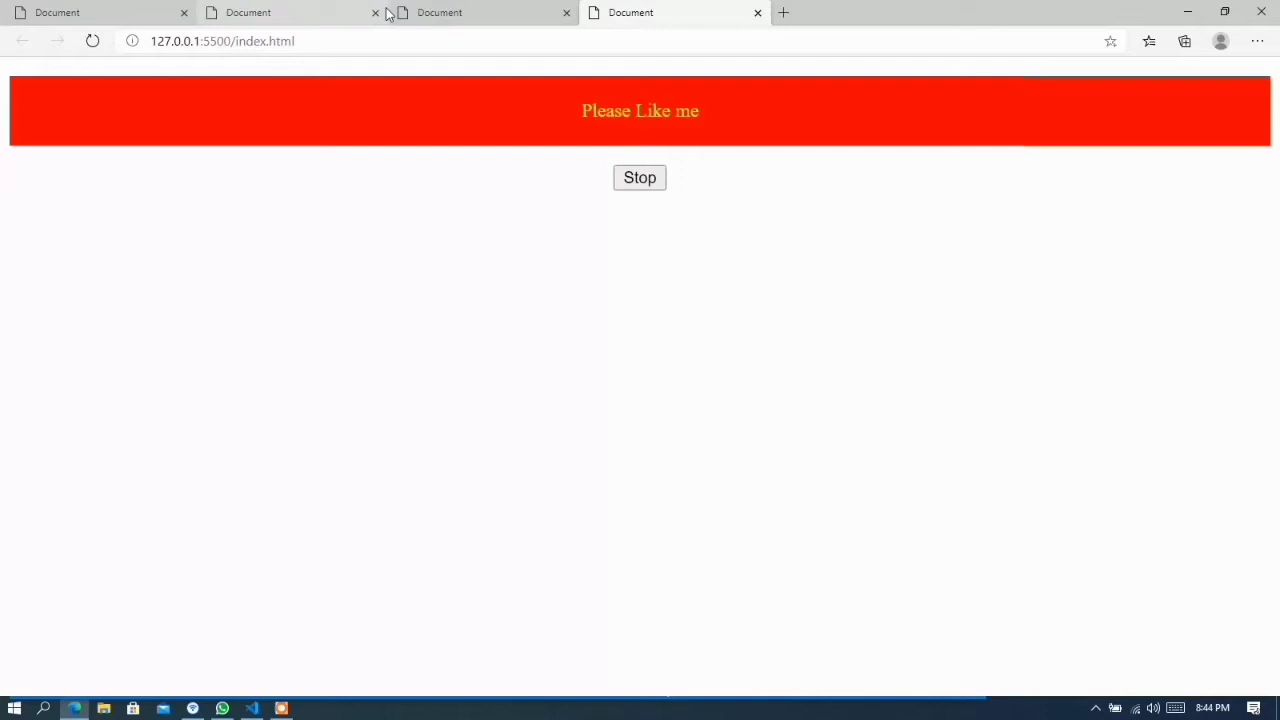 Document
Document
Document
Document
127.0.0.1:5500/index.html
Please Like me
Stop
8:44 PM